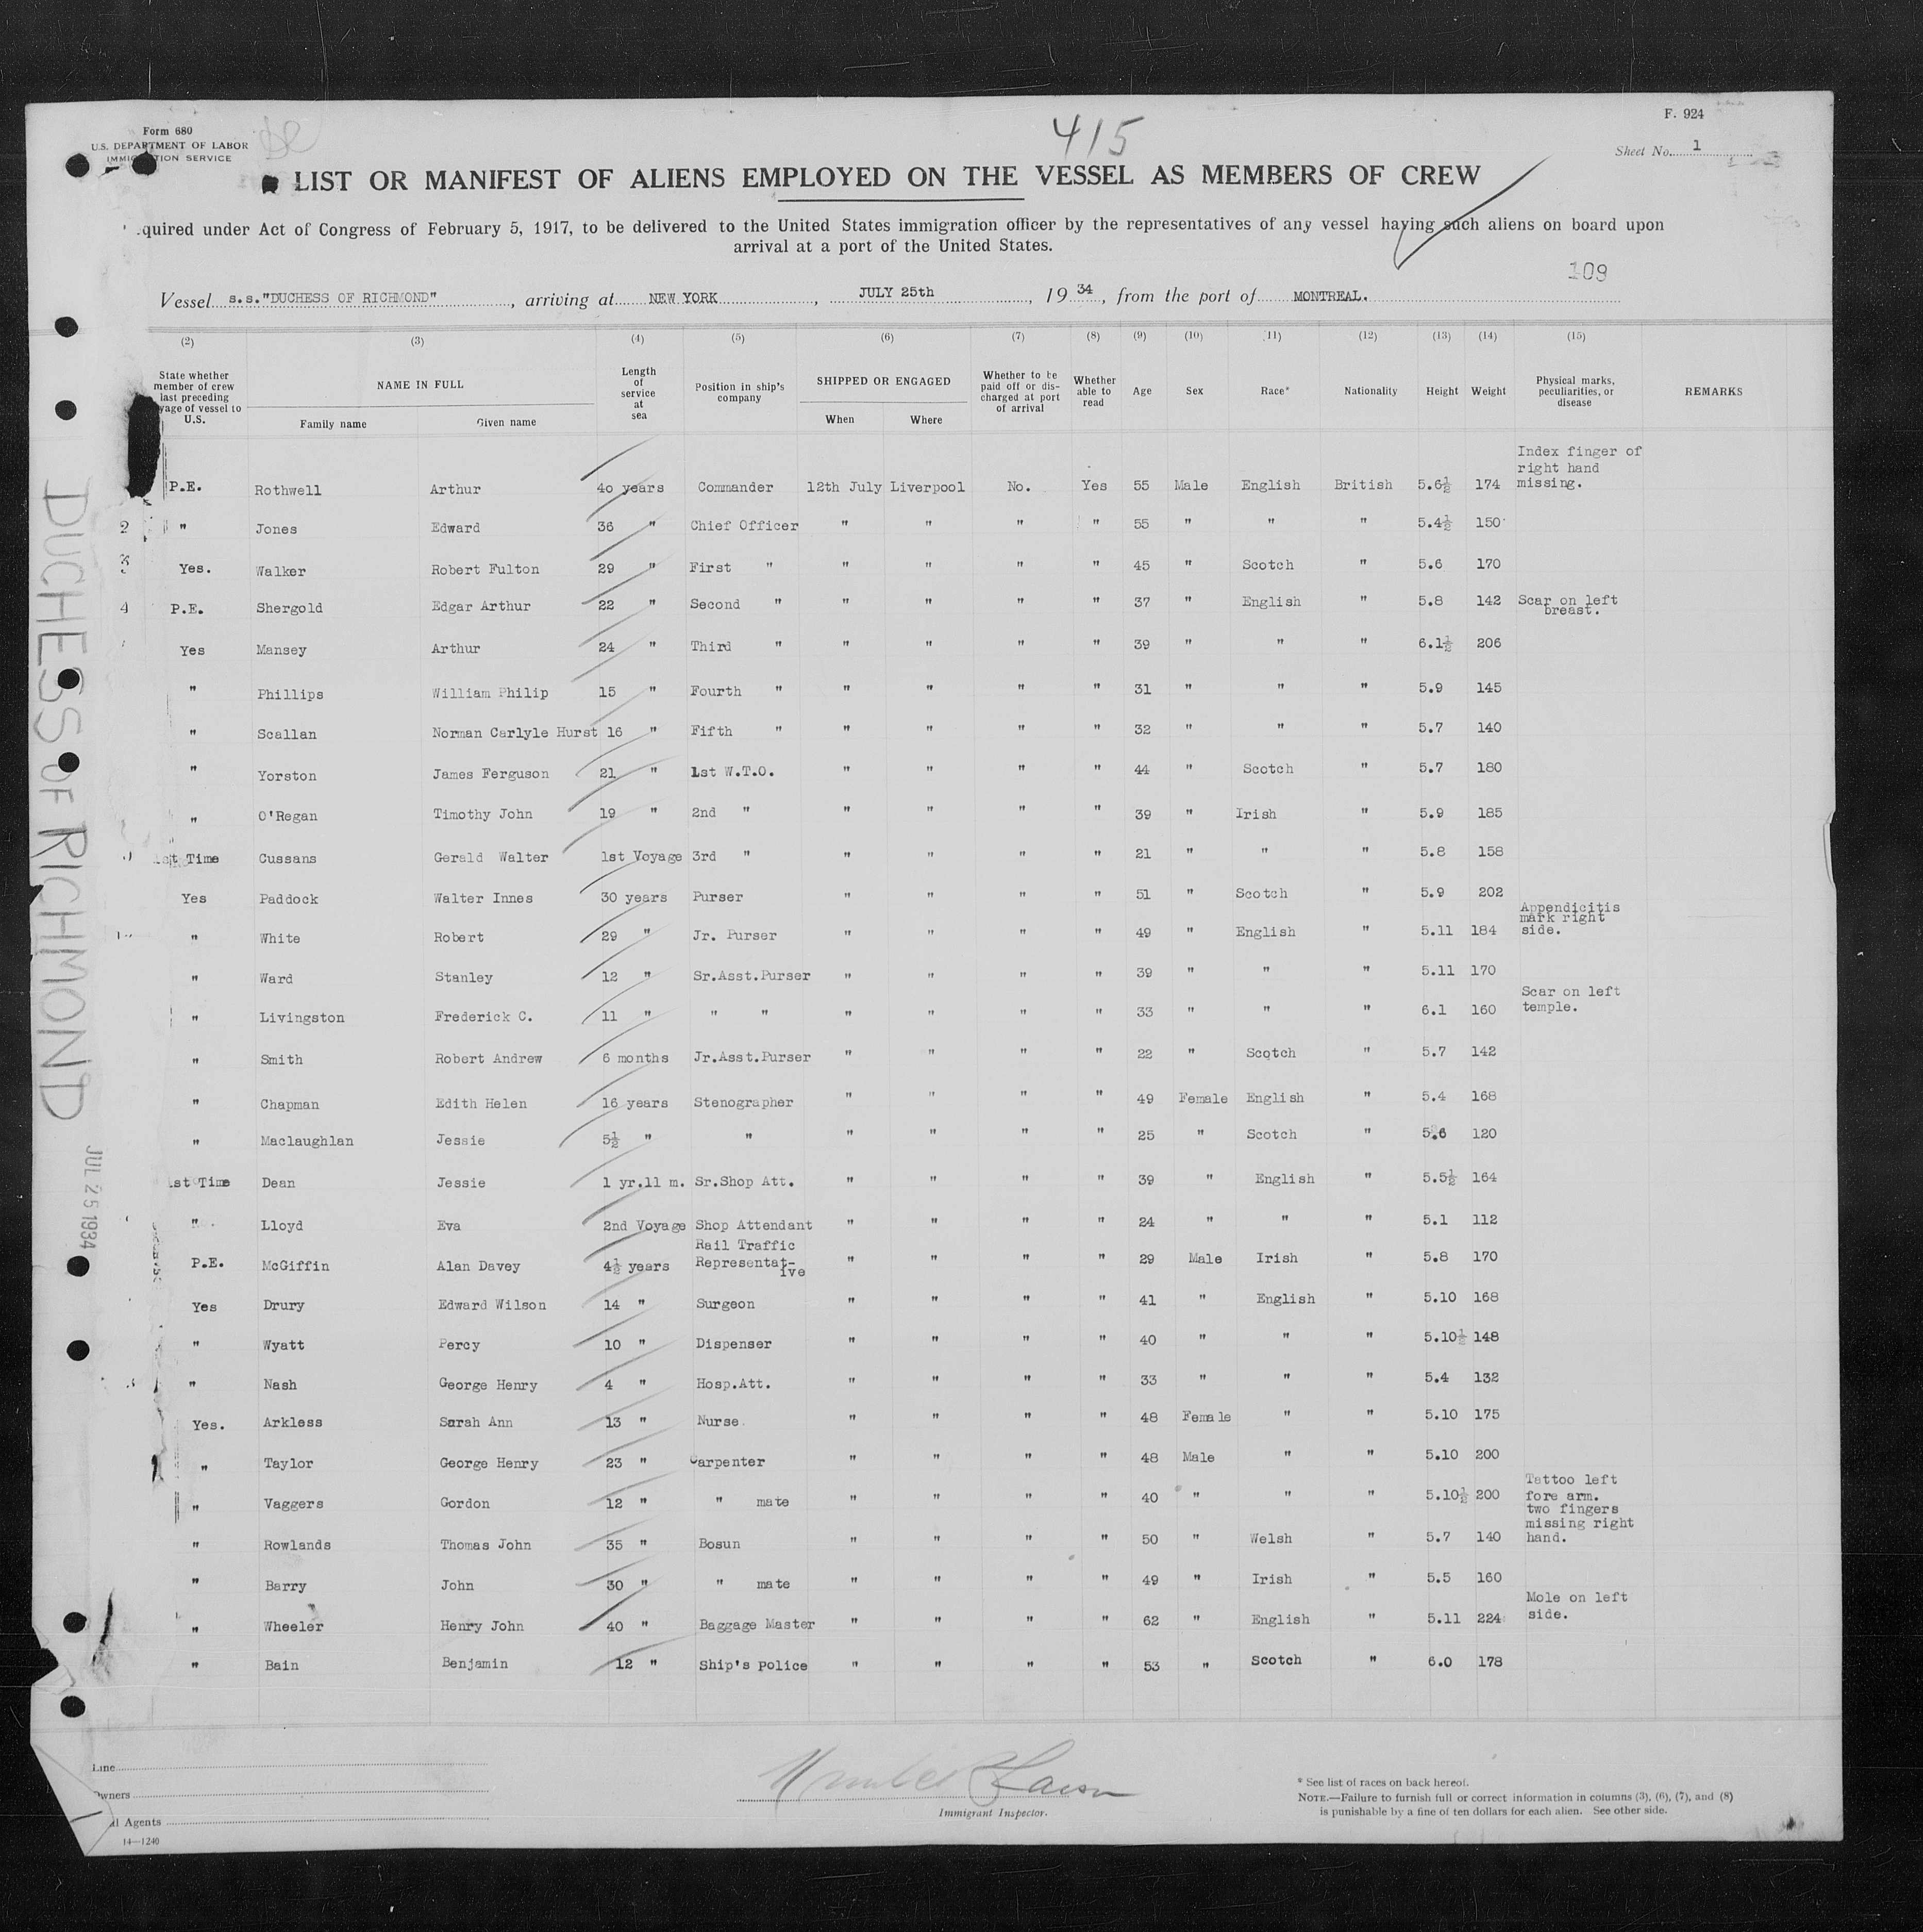 Form 680
U.S. DEPARTMENT OF LABOR
IMMIGRATION SERVICE
415
F. 924
Sheet No. 1
LIST OR MANIFEST OF ALIENS EMPLOYED ON THE VESSEL AS MEMBERS OF CREW
quired under Act of Congress of February 5, 1917, to be delivered to the United States immigration officer by the representatives of any vessel having such aliens on board upon
arrival at a port of the United States.
109
Vessel s.s."DUCHESS OF RICHMOND", arriving at NEW YORK, JULY 25th, 1934, from the port of MONTREAL.
(2) (3) (4) (5) (6) (7) (8) (9) (10) (11) (12) (13) (14) (15)
State whether member of crew last preceding yage of vessel to U.S. NAME IN FULL Family name Given name Length of service at sea Position in ship's company SHIPPED OR ENGAGED When Where Whether to be paid off or discharged at port of arrival Whether able to read Age Sex Race* Nationality Height Weight Physical marks, peculiarities, or disease REMARKS
P.E. Rothwell Arthur 40 years Commander 12th July Liverpool No. Yes 55 Male English British 5.6½ 174 Index finger of right hand missing.
2 " Jones Edward 36 " Chief Officer " " " " 55 " " " 5.4½ 150
3 Yes. Walker Robert Fulton 29 " First " " " " " 45 " Scotch " 5.6 170
4 P.E. Shergold Edgar Arthur 22 " Second " " " " " 37 " English " 5.8 142 Scar on left breast.
Yes Mansey Arthur 24 " Third " " " " " 39 " " " 6.1½ 206
" Phillips William Philip 15 " Fourth " " " " " 31 " " " 5.9 145
" Scallan Norman Carlyle Hurst 16 " Fifth " " " " " 32 " " " 5.7 140
" Yorston James Ferguson 21 " 1st W.T.O. " " " " 44 " Scotch " 5.7 180
" O'Regan Timothy John 19 " 2nd " " " " " 39 " Irish " 5.9 185
1st Time Cussans Gerald Walter 1st Voyage 3rd " " " " " 21 " " " 5.8 158
Yes Paddock Walter Innes 30 years Purser " " " " 51 " Scotch " 5.9 202
" White Robert 29 " Jr. Purser " " " " 49 " English " 5.11 184 Appendicitis mark right side.
" Ward Stanley 12 " Sr.Asst.Purser " " " " 39 " " " 5.11 170
" Livingston Frederick C. 11 " " " " " " " 33 " " " 6.1 160 Scar on left temple.
" Smith Robert Andrew 6 months Jr.Asst.Purser " " " " 22 " Scotch " 5.7 142
" Chapman Edith Helen 16 years Stenographer " " " " 49 Female English " 5.4 168
" Maclaughlan Jessie 5½ " " " " " " 25 " Scotch " 5.6 120
1st Time Dean Jessie 1 yr.11 m. Sr.Shop Att. " " " " 39 " English " 5.5½ 164
" Lloyd Eva 2nd Voyage Shop Attendant " " " " 24 " " " 5.1 112
P.E. McGiffin Alan Davey 4½ years Rail Traffic Representat-ive " " " " 29 Male Irish " 5.8 170
Yes Drury Edward Wilson 14 " Surgeon " " " " 41 " English " 5.10 168
" Wyatt Percy 10 " Dispenser " " " " 40 " " " 5.10½ 148
" Nash George Henry 4 " Hosp.Att. " " " " 33 " " " 5.4 132
Yes. Arkless Sarah Ann 13 " Nurse " " " " 48 Female " " 5.10 175
" Taylor George Henry 23 " Carpenter " " " " 48 Male " " 5.10 200
" Vaggers Gordon 12 " " mate " " " " 40 " " " 5.10½ 200 Tattoo left fore arm.
" Rowlands Thomas John 35 " Bosun " " " " 50 " Welsh " 5.7 140 two fingers missing right hand.
" Barry John 30 " " mate " " " " 49 " Irish " 5.5 160
" Wheeler Henry John 40 " Baggage Master " " " " 62 " English " 5.11 224 Mole on left side.
" Bain Benjamin 12 " Ship's Police " " " " 53 " Scotch " 6.0 178
DUCHESS OF RICHMOND
JUL 25 1934
Line
Owners
l Agents
14—1240
Immigrant Inspector.
* See list of races on back hereof.
NOTE.—Failure to furnish full or correct information in columns (3), (6), (7), and (8)
is punishable by a fine of ten dollars for each alien. See other side.